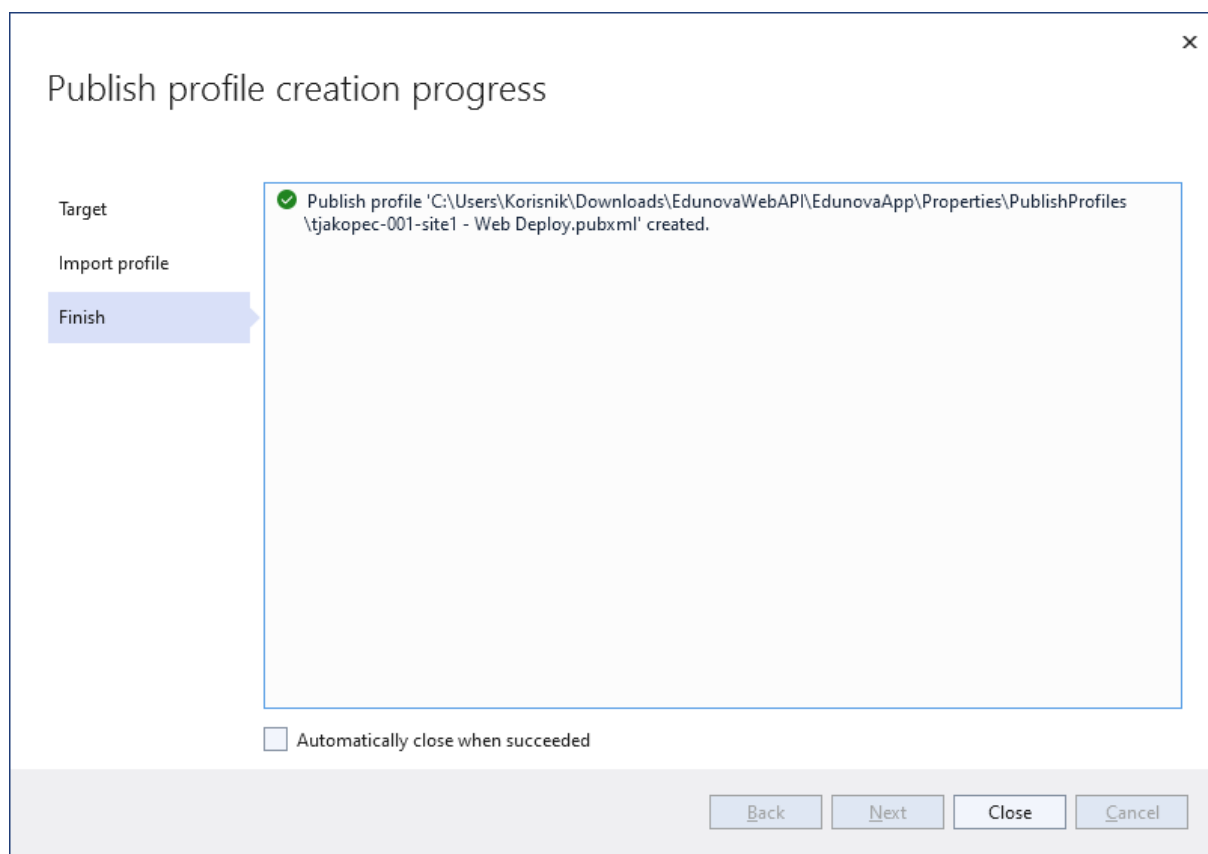 Publish profile creation progress
Target
Import profile
Finish
Publish profile 'C:\Users\Korisnik\Downloads\EdunovaWebAPI\EdunovaApp\Properties\PublishProfiles
\tjakopec-001-site1 - Web Deploy.pubxml' created.
Automatically close when succeeded
Back
Next
Close
Cancel